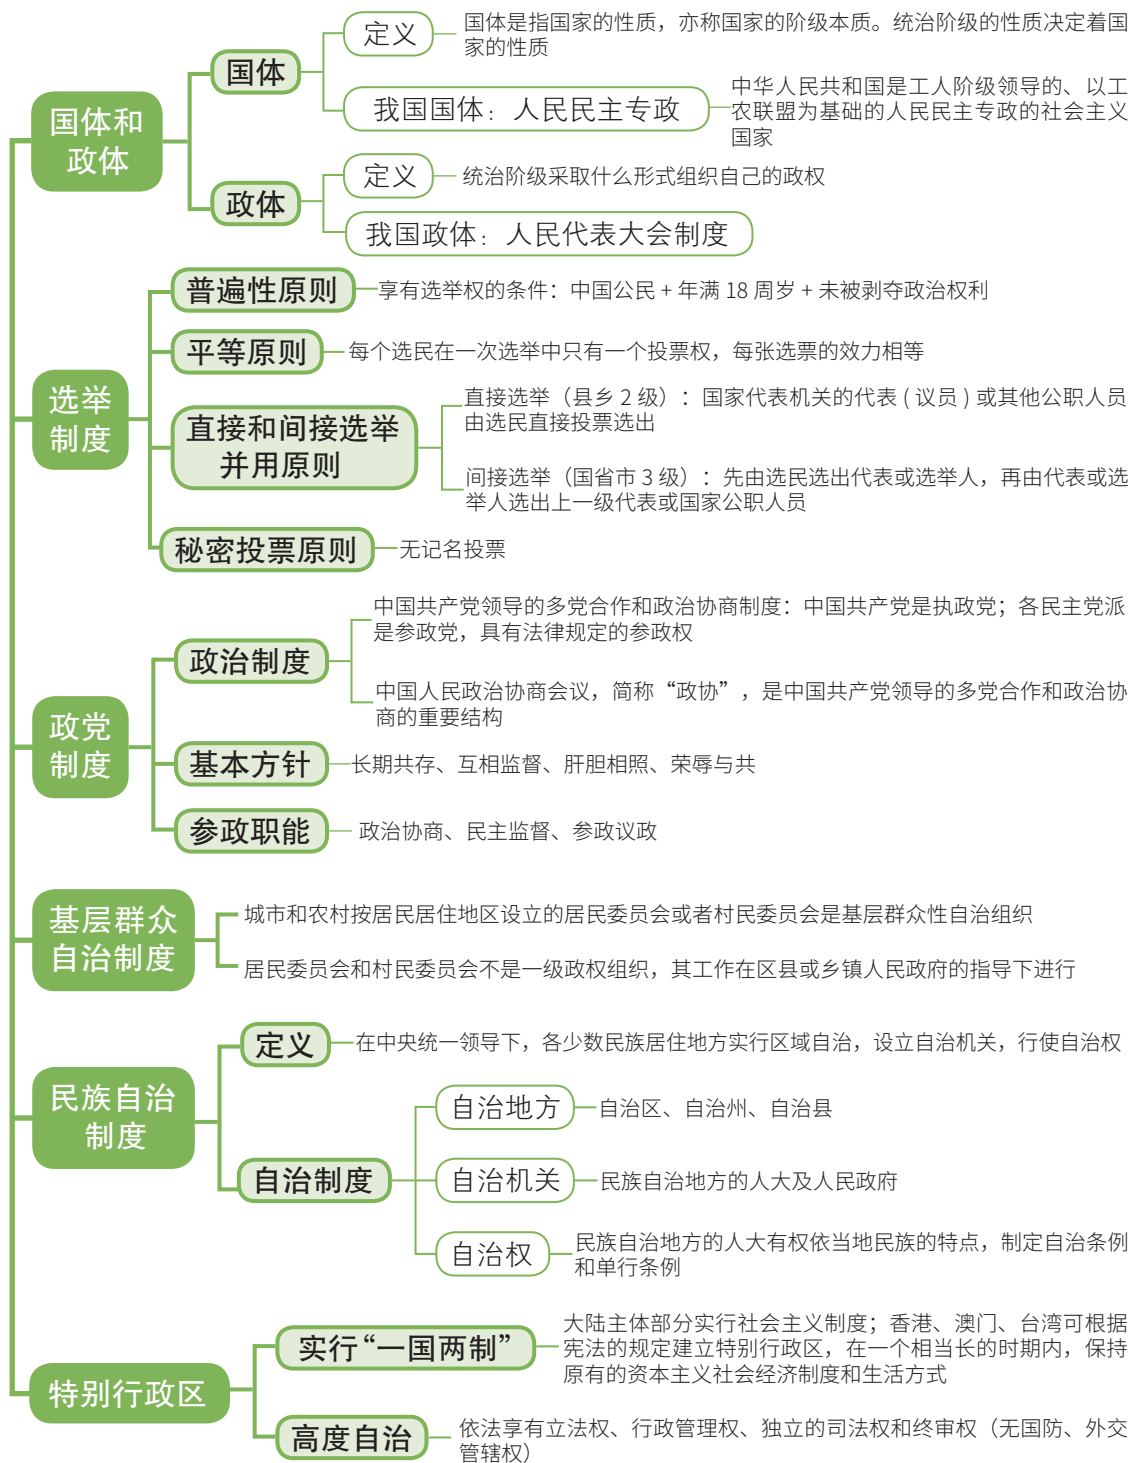 国体和
政体
国体
定义
国体是指国家的性质，亦称国家的阶级本质。统治阶级的性质决定着国
家的性质
我国国体：人民民主专政
中华人民共和国是工人阶级领导的、以工
农联盟为基础的人民民主专政的社会主义
国家
政体
定义
统治阶级采取什么形式组织自己的政权
我国政体：人民代表大会制度
选举
制度
普遍性原则
享有选举权的条件：中国公民 + 年满 18 周岁 + 未被剥夺政治权利
平等原则
每个选民在一次选举中只有一个投票权，每张选票的效力相等
直接和间接选举
并用原则
直接选举（县乡 2 级）：国家代表机关的代表 ( 议员 ) 或其他公职人员
由选民直接投票选出
间接选举（国省市 3 级）：先由选民选出代表或选举人，再由代表或选
举人选出上一级代表或国家公职人员
秘密投票原则
无记名投票
政党
制度
政治制度
中国共产党领导的多党合作和政治协商制度：中国共产党是执政党；各民主党派
是参政党，具有法律规定的参政权
中国人民政治协商会议，简称“政协”，是中国共产党领导的多党合作和政治协
商的重要结构
基本方针
长期共存、互相监督、肝胆相照、荣辱与共
参政职能
政治协商、民主监督、参政议政
基层群众
自治制度
城市和农村按居民居住地区设立的居民委员会或者村民委员会是基层群众性自治组织
居民委员会和村民委员会不是一级政权组织，其工作在区县或乡镇人民政府的指导下进行
民族自治
制度
定义
在中央统一领导下，各少数民族居住地方实行区域自治，设立自治机关，行使自治权
自治制度
自治地方
自治区、自治州、自治县
自治机关
民族自治地方的人大及人民政府
自治权
民族自治地方的人大有权依当地民族的特点，制定自治条例
和单行条例
特别行政区
实行“一国两制”
大陆主体部分实行社会主义制度；香港、澳门、台湾可根据
宪法的规定建立特别行政区，在一个相当长的时期内，保持
原有的资本主义社会经济制度和生活方式
高度自治
依法享有立法权、行政管理权、独立的司法权和终审权（无国防、外交
管辖权）